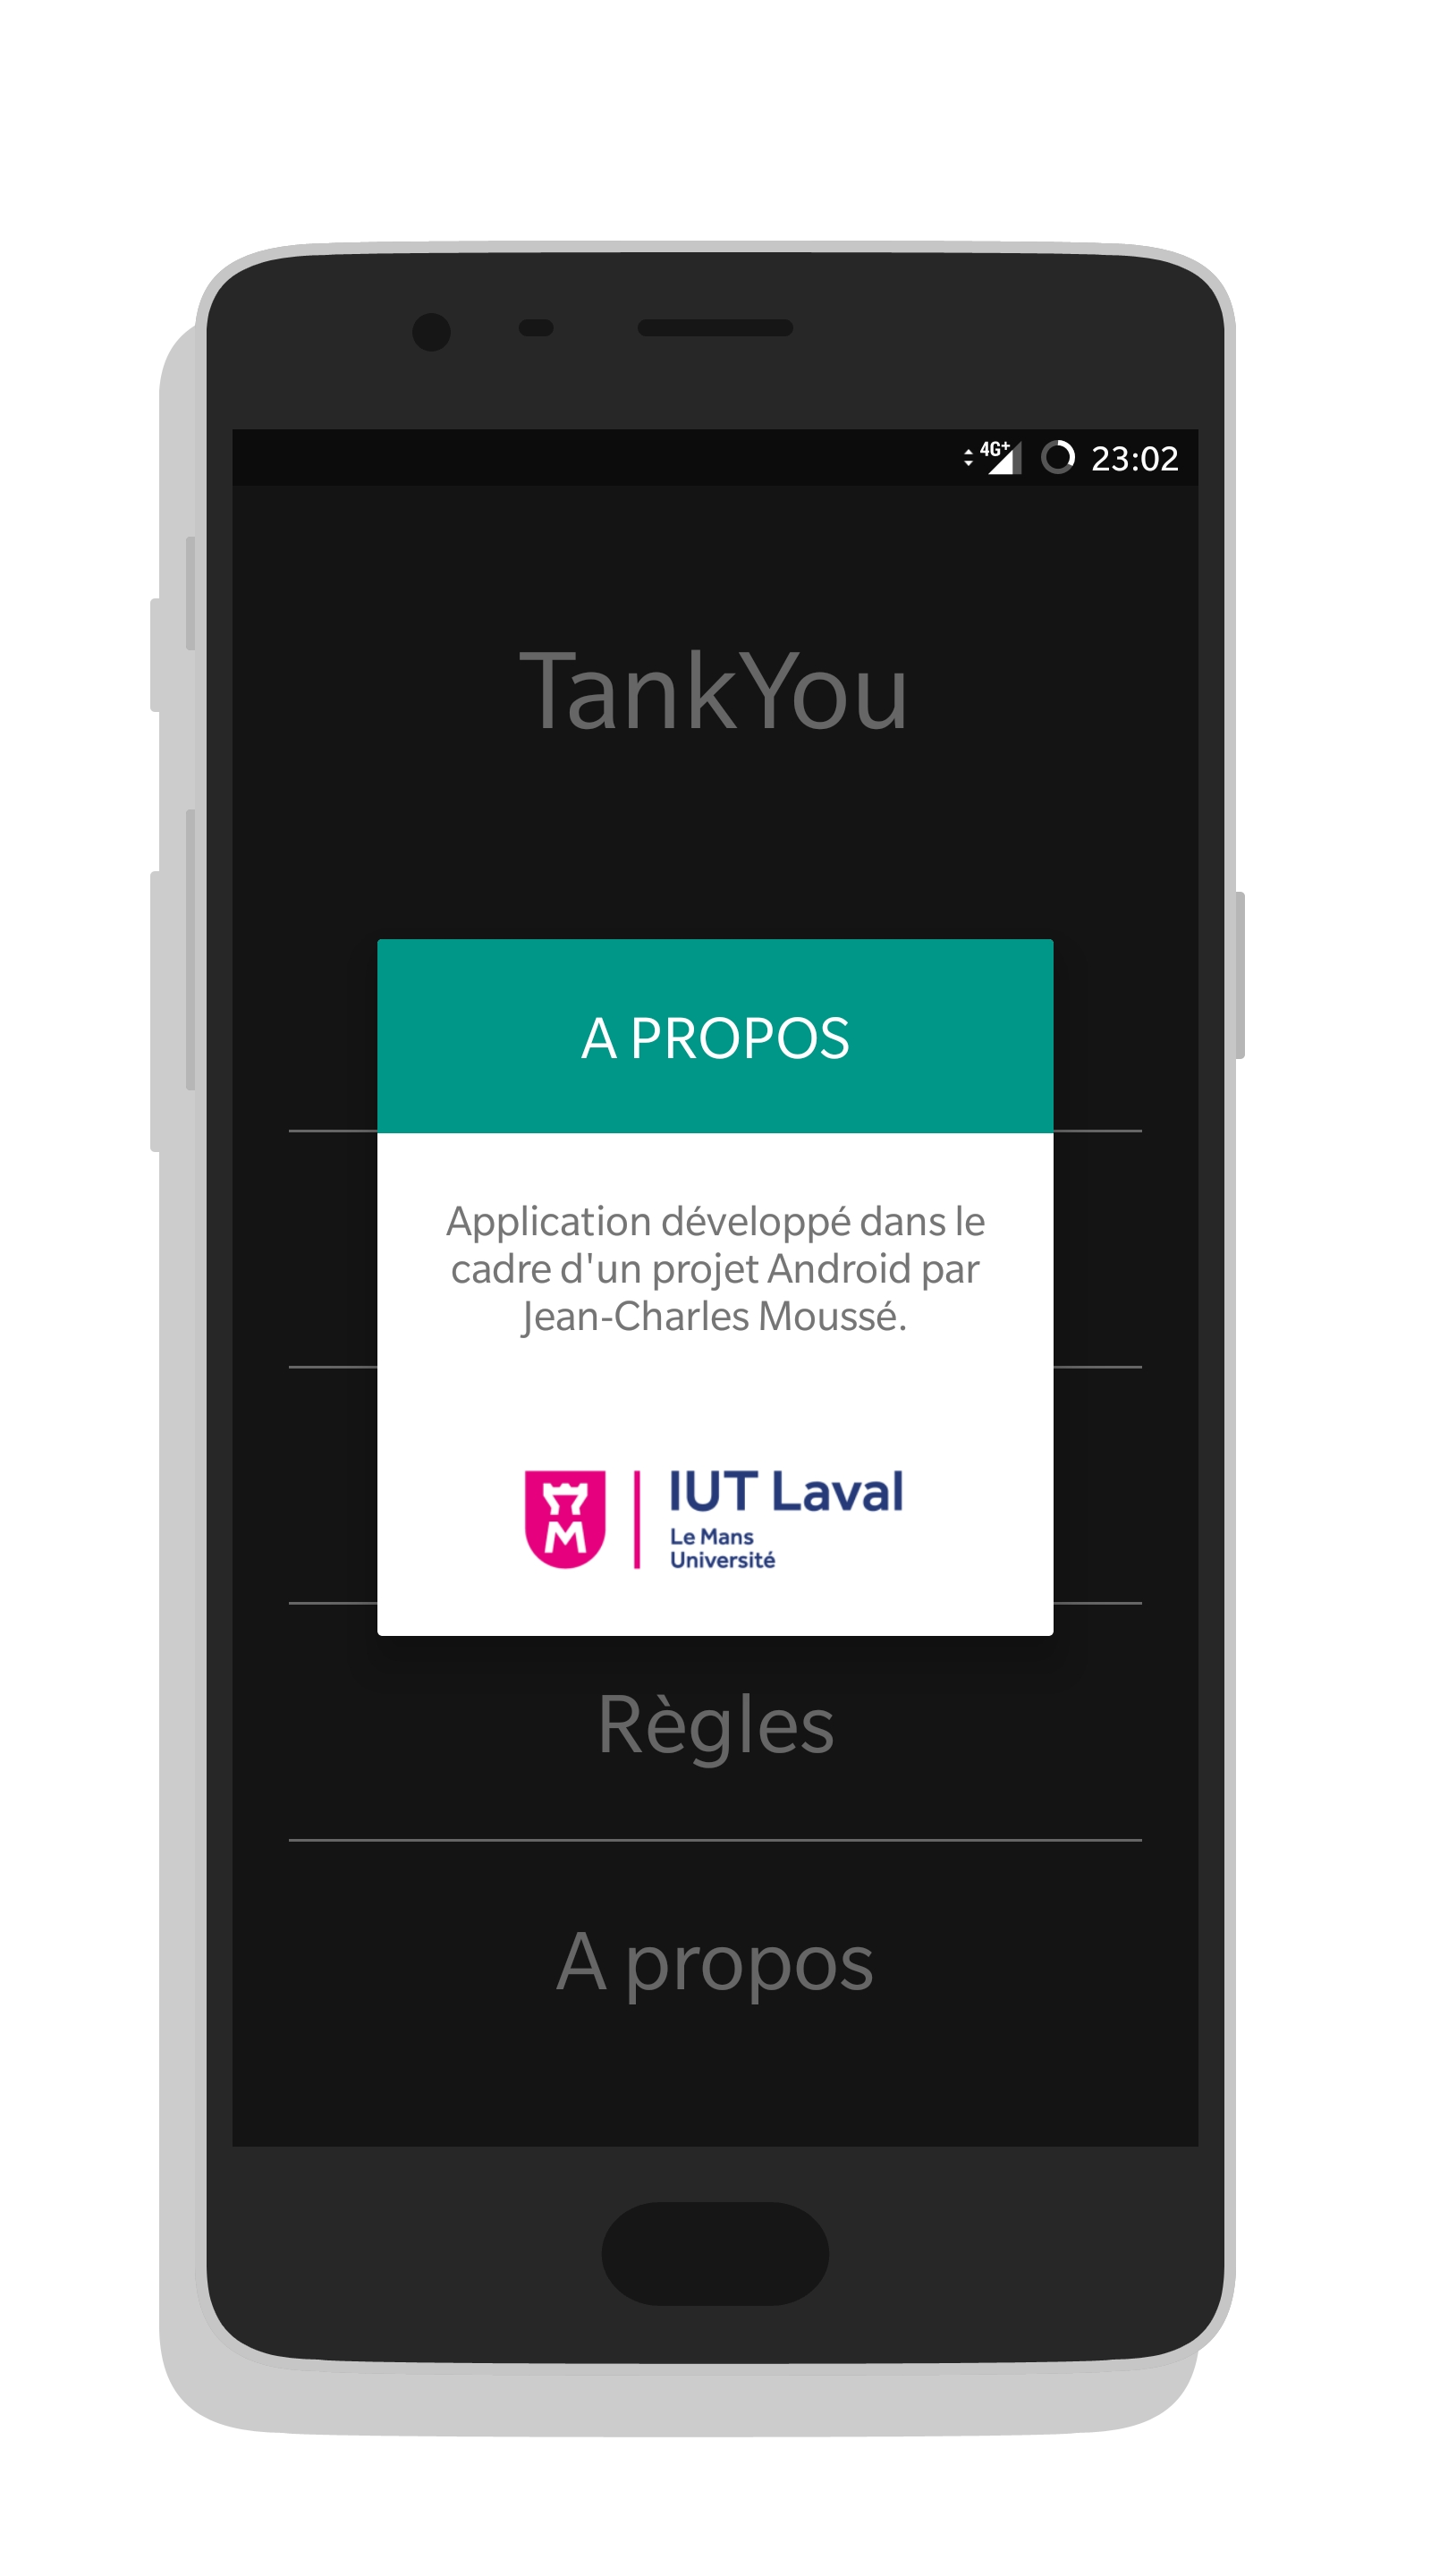 4G+ 23:02
TankYou
A PROPOS
Application développé dans le
cadre d'un projet Android par
Jean-Charles Moussé.
M
IUT Laval
Le Mans
Université
Règles
A propos